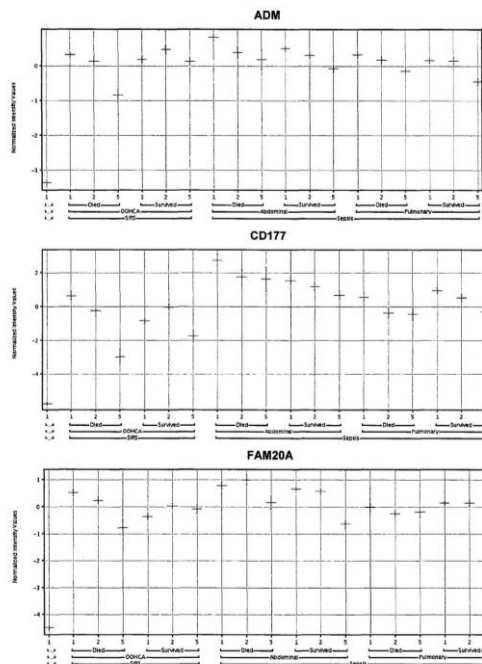 ADM
Normalized Intensity Values
0
-1
-2
-3
1 1 2 5 1 2 5 1 2 5 1 2 5 1 2 5 1 2 5
Died Survived Died Survived Died Survived
OOHCA Abdominal Pulmonary
SIRS Sepsis
CD177
Normalized Intensity Values
2
0
-2
-4
1 1 2 5 1 2 5 1 2 5 1 2 5 1 2 5 1 2
Died Survived Died Survived Died Survived
OOHCA Abdominal Pulmonary
SIRS Sepsis
FAM20A
Normalized Intensity Values
1
0
-1
-2
-3
-4
1 1 2 5 1 2 5 1 2 5 1 2 5 1 2 5 1 2
Died Survived Died Survived Died Survived
OOHCA Abdominal Pulmonary
SIRS Sepsis